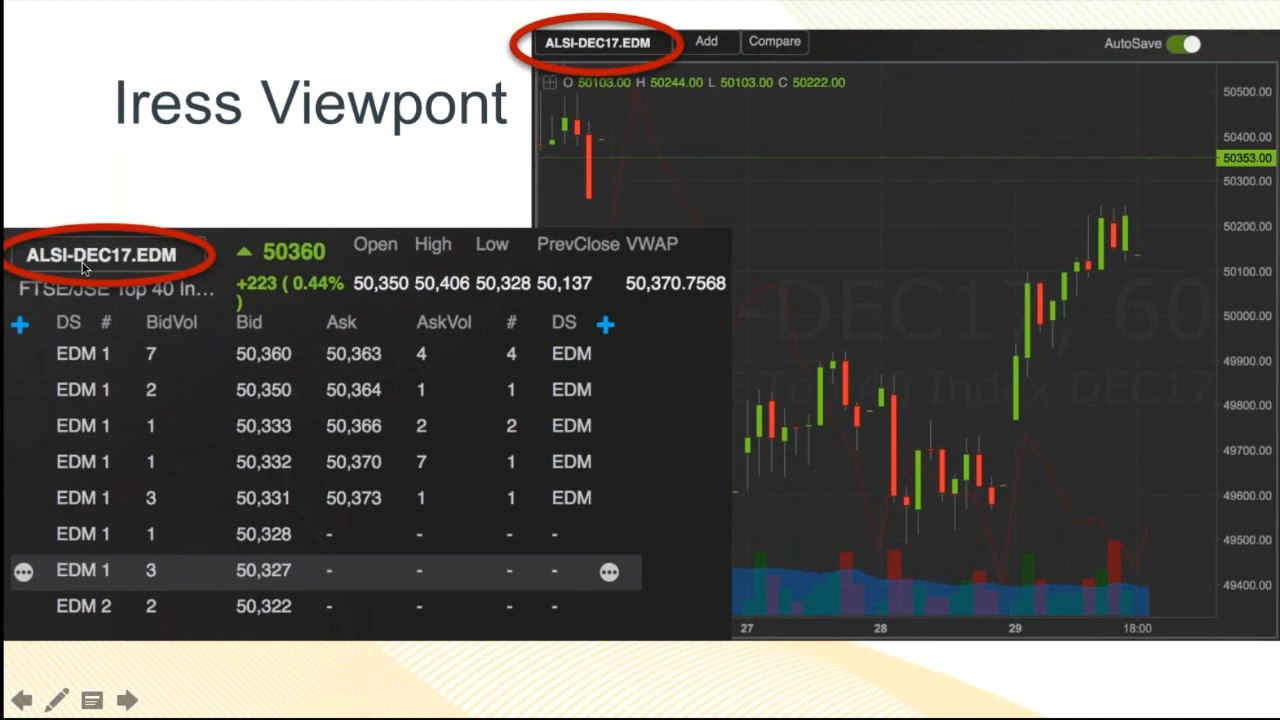 Iress Viewpont
ALSI-DEC17.EDM Add Compare AutoSave
O 50103.00 H 50244.00 L 50103.00 C 50222.00
50500.00
50400.00
50353.00
50300.00
50200.00
50100.00
50000.00
49900.00
49800.00
49700.00
49600.00
49500.00
49400.00
-DEC17, 60
E Top 40 Index DEC17
27 28 29 18:00
ALSI-DEC17.EDM 50360 Open High Low PrevClose VWAP
FTSE/JSE Top 40 In... +223 ( 0.44% ) 50,350 50,406 50,328 50,137 50,370.7568
DS # BidVol Bid Ask AskVol # DS
EDM 1 7 50,360 50,363 4 4 EDM
EDM 1 2 50,350 50,364 1 1 EDM
EDM 1 1 50,333 50,366 2 2 EDM
EDM 1 1 50,332 50,370 7 1 EDM
EDM 1 3 50,331 50,373 1 1 EDM
EDM 1 1 50,328 - - - -
EDM 1 3 50,327 - - - -
EDM 2 2 50,322 - - - -